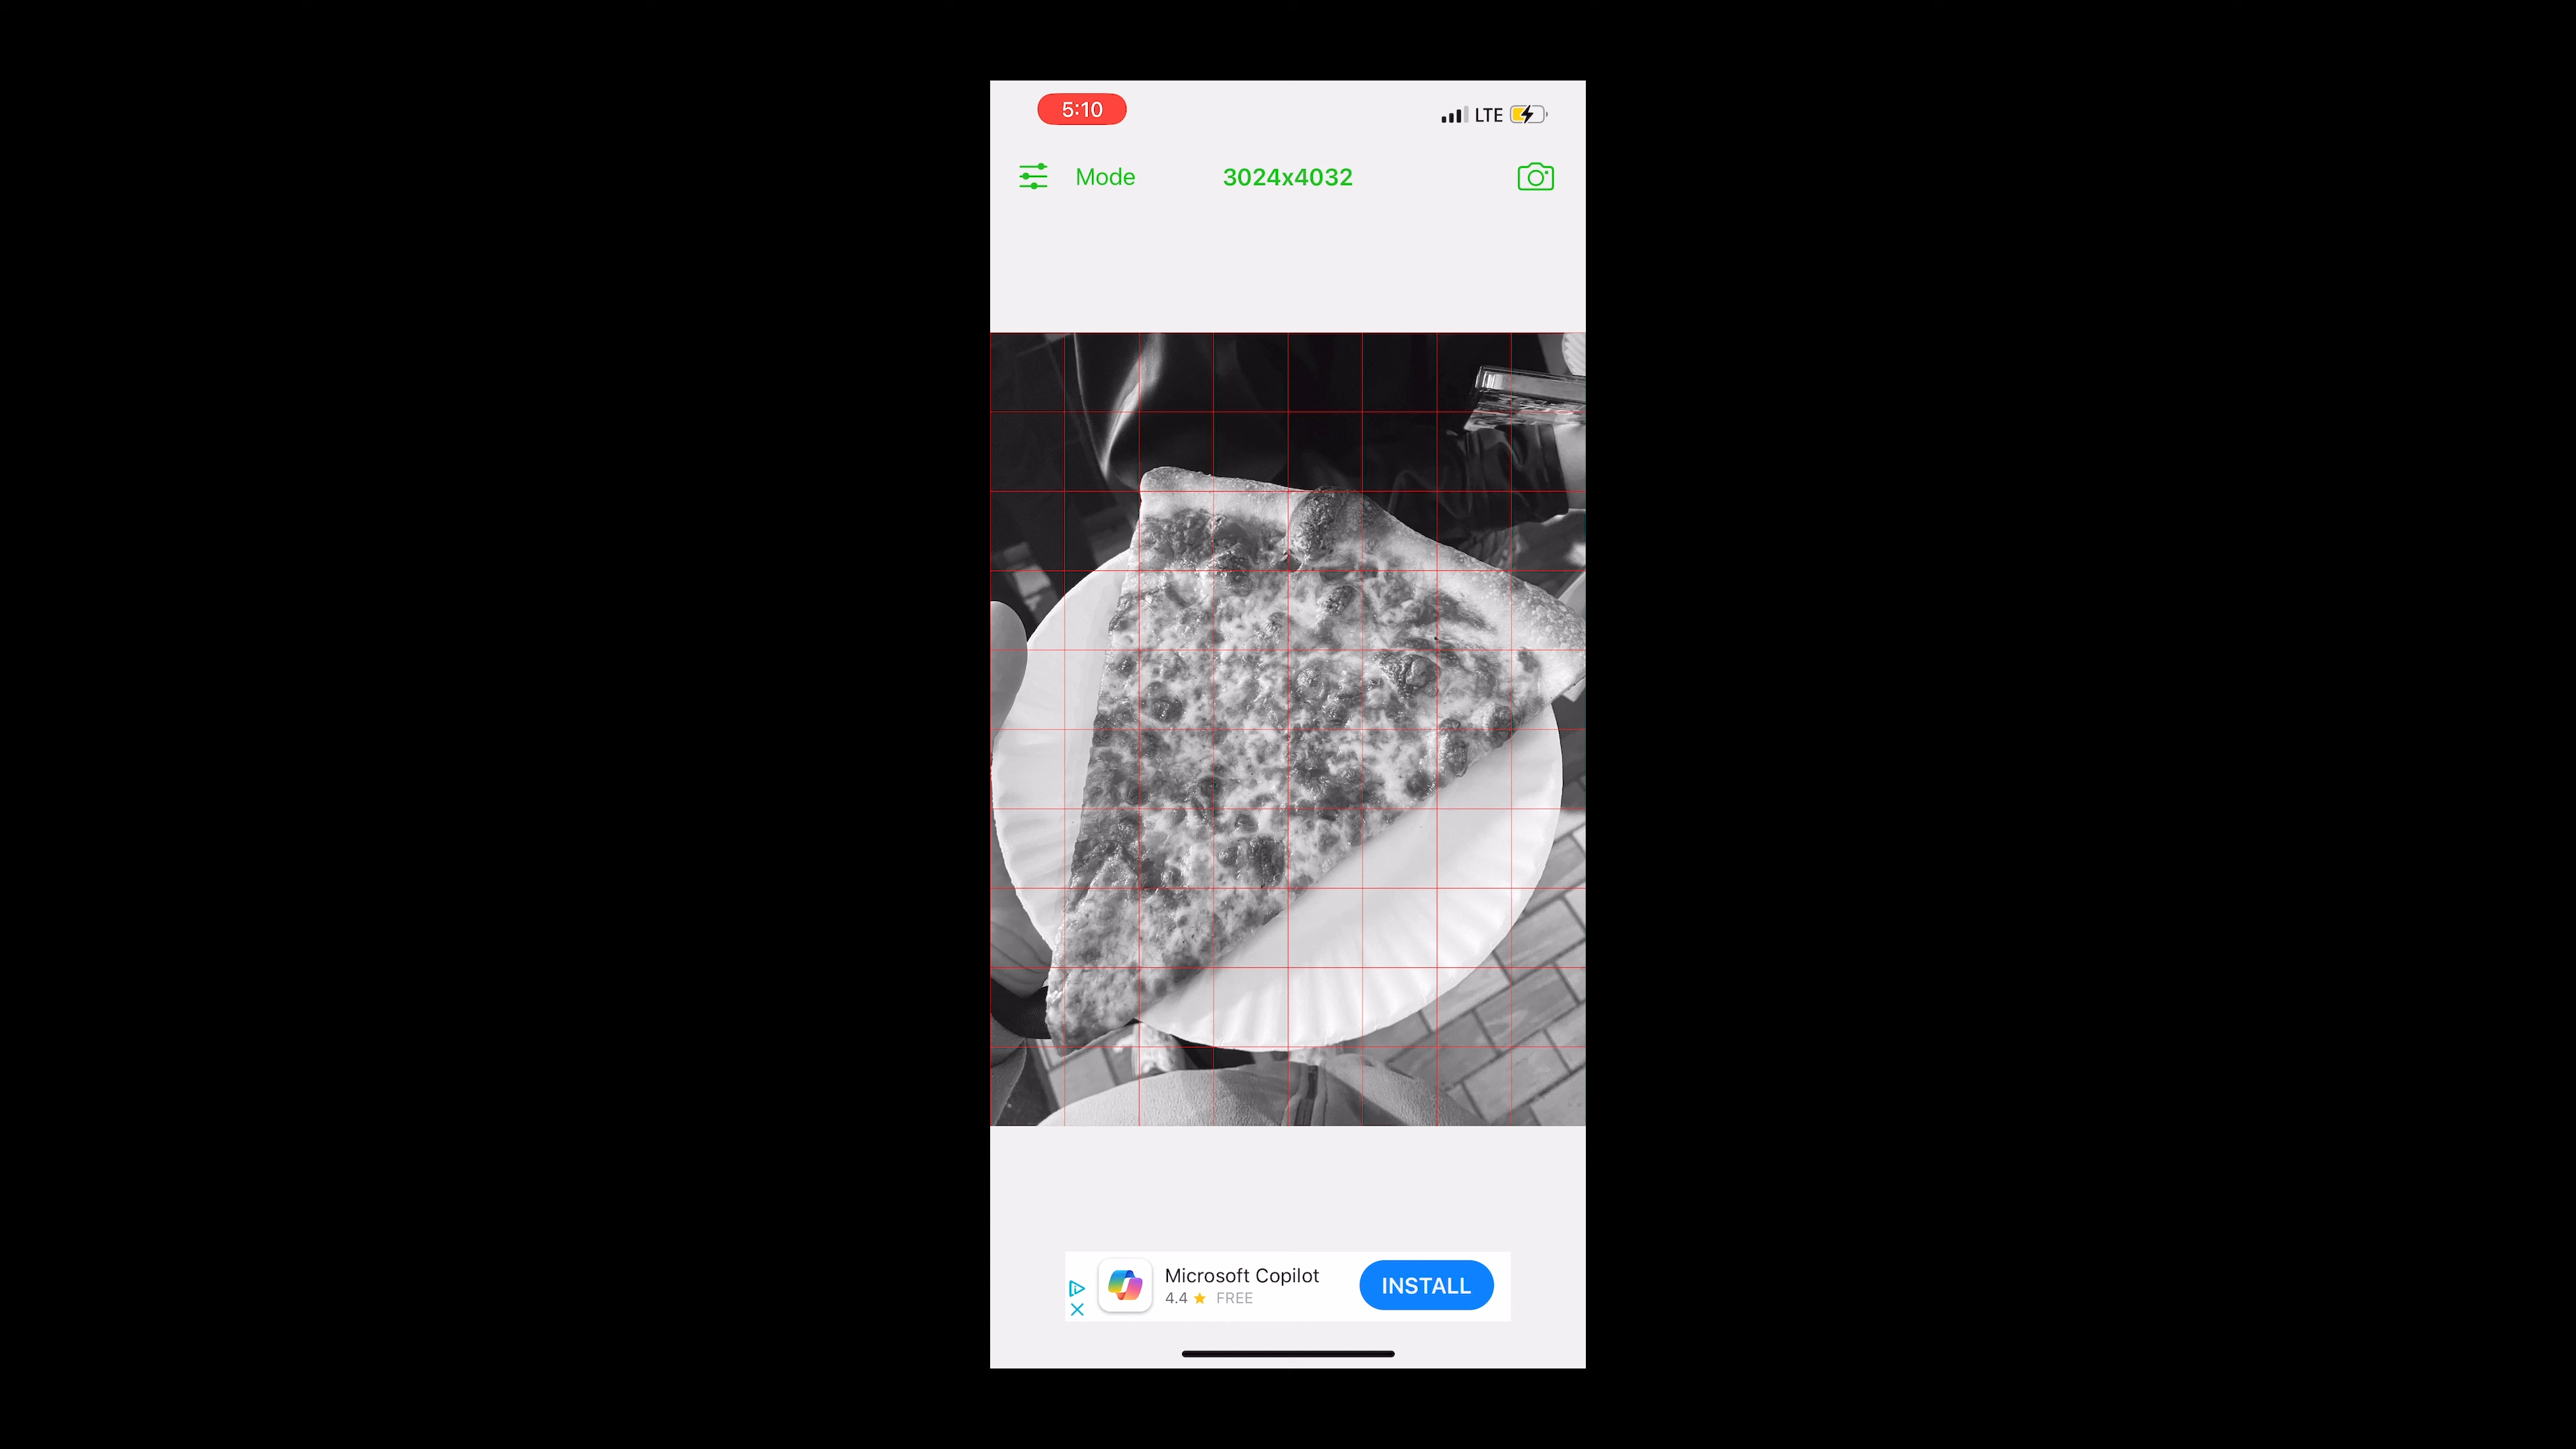 5:10
LTE
Mode
3024x4032
Microsoft Copilot
4.4 ★ FREE
INSTALL